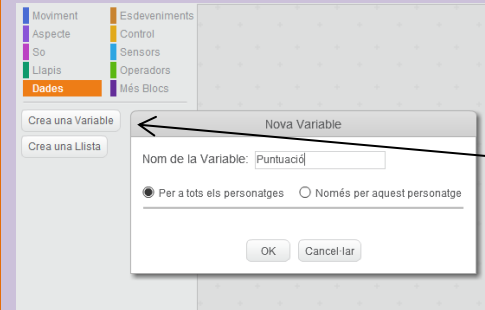 Moviment
Esdeveniments
Aspecte
Control
So
Sensors
Llapis
Operadors
Dades
Més Blocs
Crea una Variable
Crea una Llista
Nova Variable
Nom de la Variable: Puntuació
Per a tots els personatges
Només per aquest personatge
OK
Cancel·lar